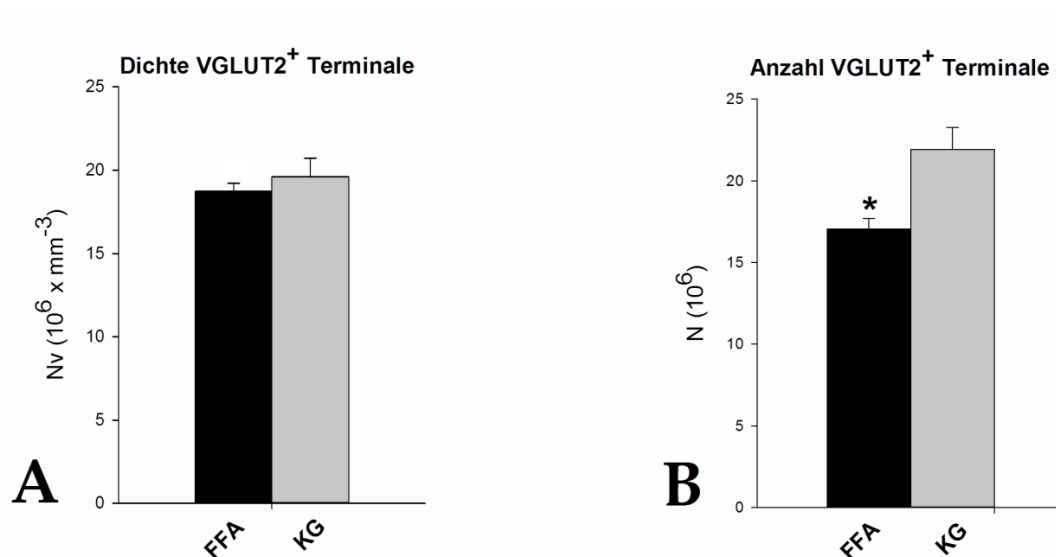 Dichte VGLUT2⁺ Terminale
25
20
15
10
5
0
Nv (10⁶ x mm⁻³)
FFA
KG
A
Anzahl VGLUT2⁺ Terminale
25
20
15
10
5
0
N (10⁶)
*
FFA
KG
B